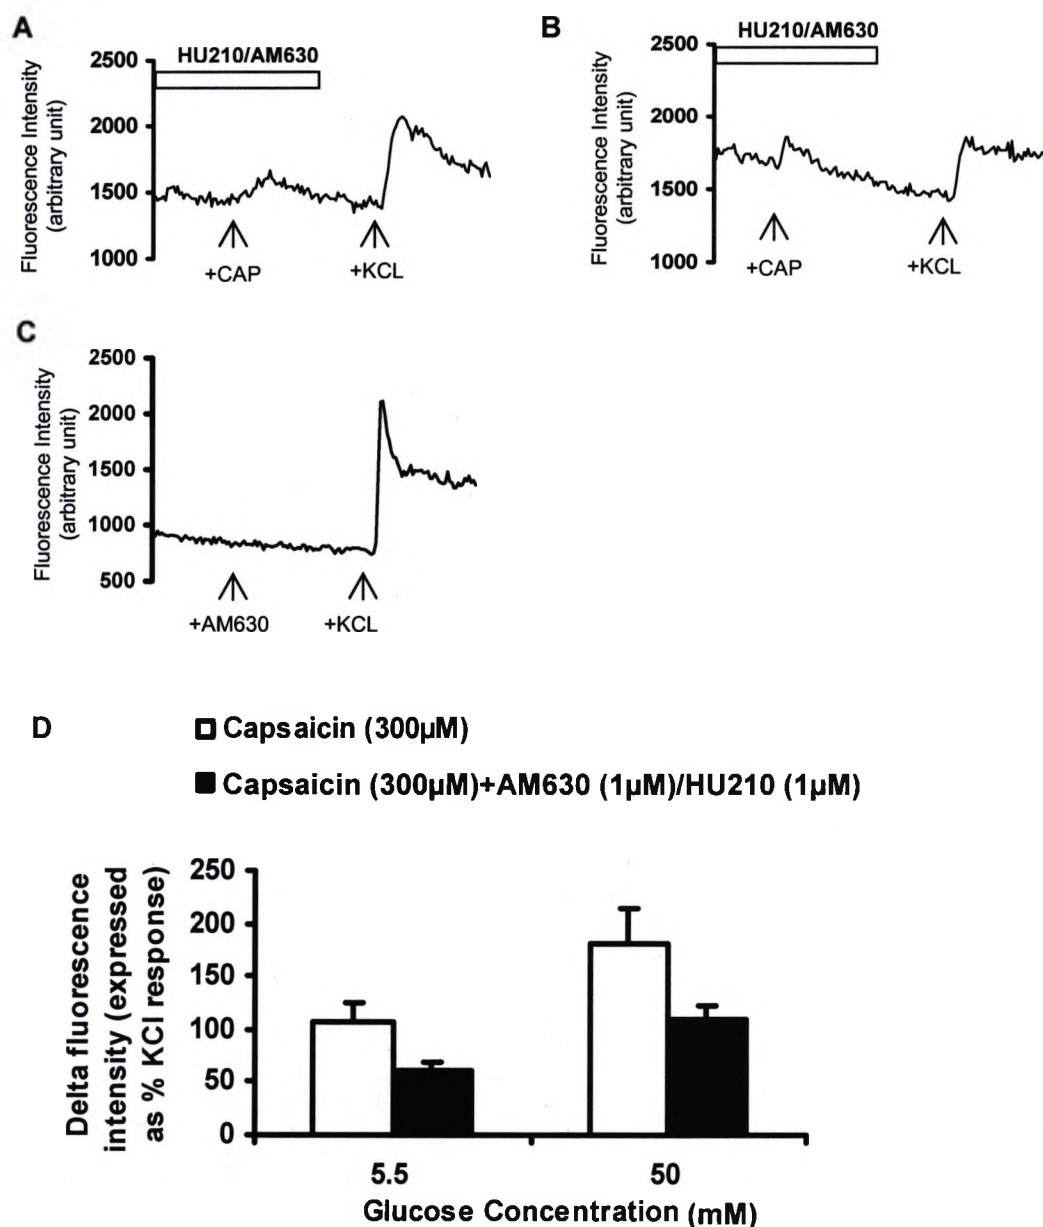 A
HU210/AM630
2500
2000
1500
1000
Fluorescence Intensity
(arbitrary unit)
+CAP
+KCL
B
HU210/AM630
2500
2000
1500
1000
Fluorescence Intensity
(arbitrary unit)
+CAP
+KCL
C
2500
2000
1500
1000
500
Fluorescence Intensity
(arbitrary unit)
+AM630
+KCL
D
Capsaicin (300µM)
Capsaicin (300µM)+AM630 (1µM)/HU210 (1µM)
Delta fluorescence
intensity (expressed
as % KCl response)
250
200
150
100
50
0
5.5
50
Glucose Concentration (mM)